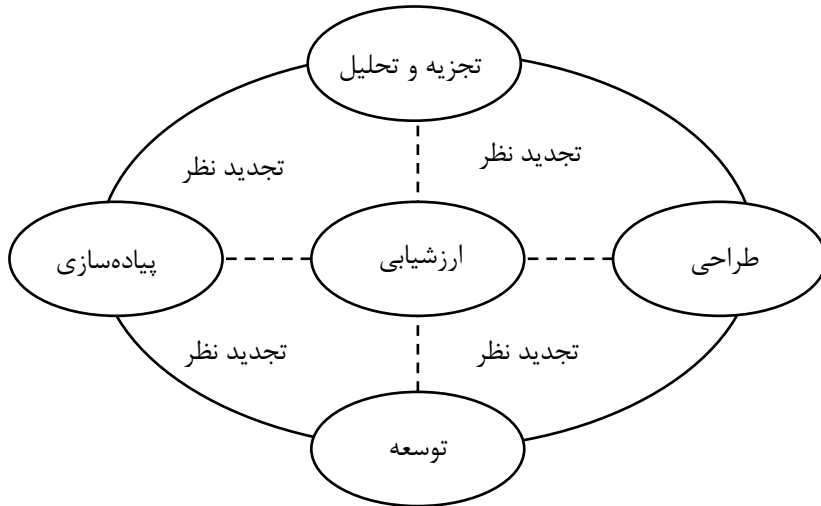 تجزیه و تحلیل
تجدید نظر
تجدید نظر
طراحی
ارزشیابی
پیاده‌سازی
تجدید نظر
تجدید نظر
توسعه